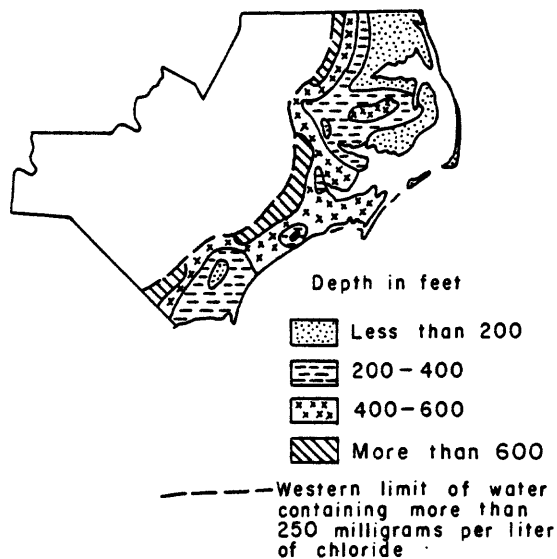 Depth in feet
Less than 200
200-400
400-600
More than 600
Western limit of water
containing more than
250 milligrams per liter
of chloride